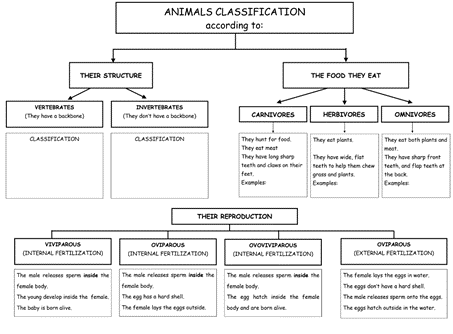 ANIMALS CLASSIFICATION
according to:
THEIR STRUCTURE
THE FOOD THEY EAT
VERTEBRATES
(They have a backbone)
INVERTEBRATES
(They don't have a backbone)
CLASSIFICATION
CLASSIFICATION
CARNIVORES
HERBIVORES
OMNIVORES
They hunt for food.
They eat meat
They have long sharp
teeth and claws on their
feet.
Examples:
They eat plants.
They have wide, flat
teeth to help them chew
grass and plants.
Examples:
They eat both plants and
meat.
They have sharp front
teeth, and flap teeth at
the back.
Examples:
THEIR REPRODUCTION
VIVIPAROUS
(INTERNAL FERTILIZATION)
The male releases sperm inside the
female body.
The young develop inside the female.
The baby is born alive.
OVIPAROUS
(INTERNAL FERTILIZATION)
The male releases sperm inside the
female body.
The egg has a hard shell.
The female lays the eggs outside.
OVOVIVIPAROUS
(INTERNAL FERTILIZATION)
The male releases sperm inside the
female body.
The egg hatch inside the female
body and are born alive.
OVIPAROUS
(EXTERNAL FERTILIZATION)
The female lays the eggs in water.
The eggs don't have a hard shell.
The male releases sperm onto the eggs.
The eggs hatch outside in the water.